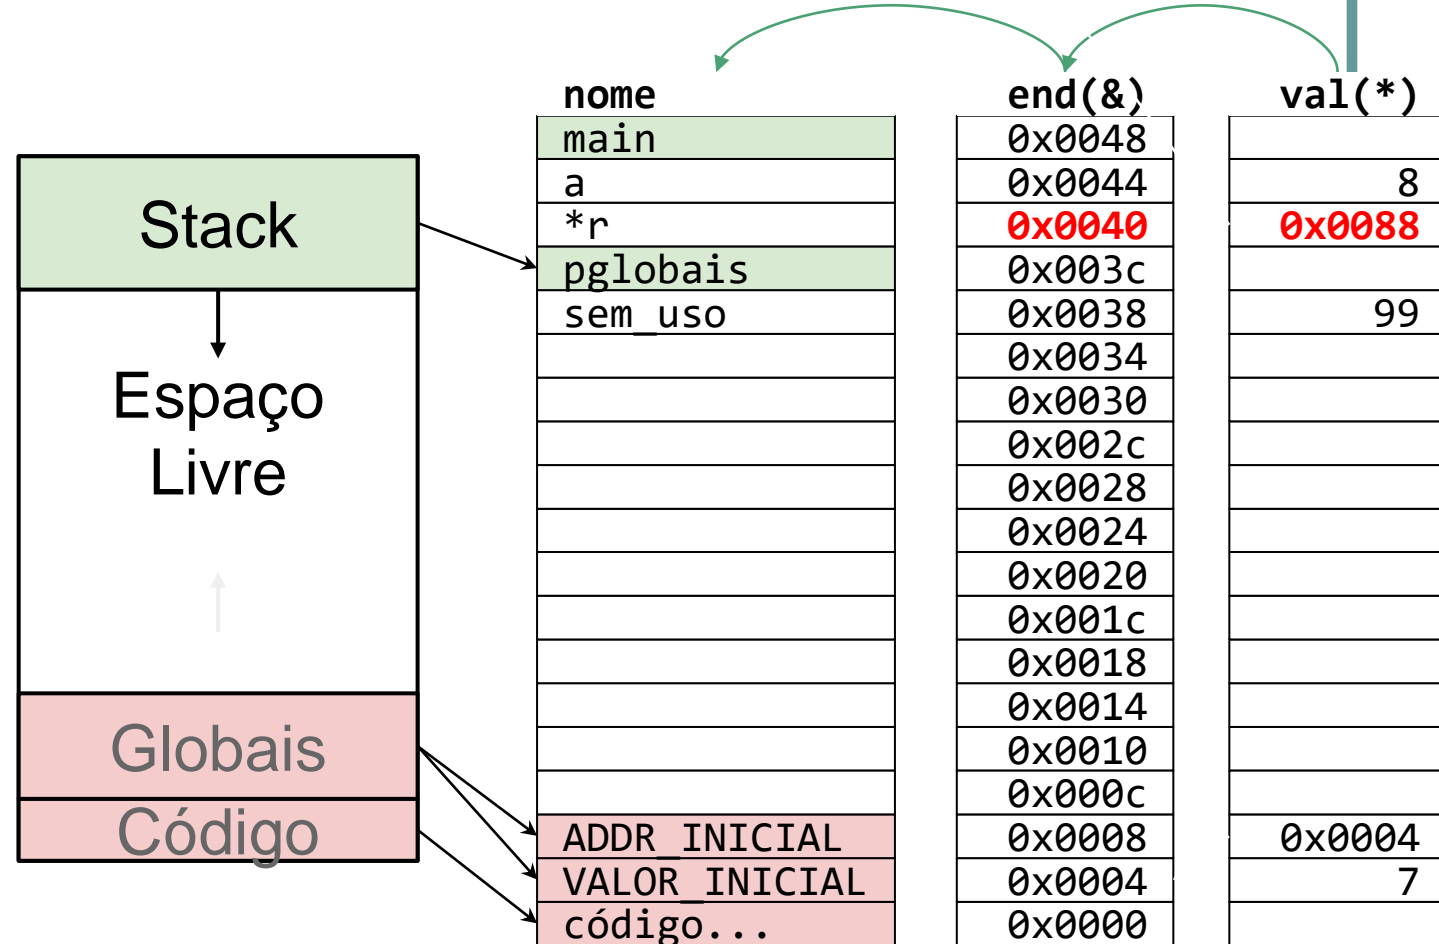 nome end(&) val(*)
main 0x0048
a 0x0044 8
*r 0x0040 0x0088
pglobais 0x003c
sem_uso 0x0038 99
0x0034
0x0030
0x002c
0x0028
0x0024
0x0020
0x001c
0x0018
0x0014
0x0010
0x000c
ADDR_INICIAL 0x0008 0x0004
VALOR_INICIAL 0x0004 7
código... 0x0000
Stack
Espaço
Livre
Globais
Código